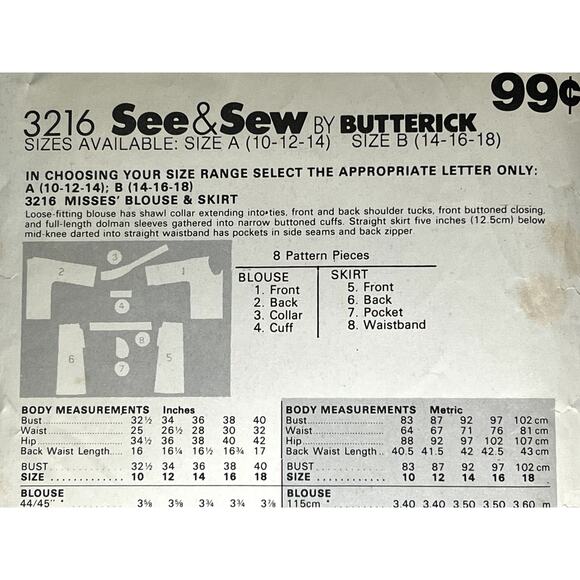 99¢
3216 See&Sew BY BUTTERICK
SIZES AVAILABLE: SIZE A (10-12-14) SIZE B (14-16-18)
IN CHOOSING YOUR SIZE RANGE SELECT THE APPROPRIATE LETTER ONLY:
A (10-12-14); B (14-16-18)
3216 MISSES' BLOUSE & SKIRT
Loose-fitting blouse has shawl collar extending into ties, front and back shoulder tucks, front buttoned closing,
and full-length dolman sleeves gathered into narrow buttoned cuffs. Straight skirt five inches (12.5cm) below
mid-knee darted into straight waistband has pockets in side seams and back zipper.
8 Pattern Pieces
BLOUSE
1. Front
2. Back
3. Collar
4. Cuff
SKIRT
5. Front
6. Back
7. Pocket
8. Waistband
2 3 1
4
6 7 8 5
BODY MEASUREMENTS Inches
Bust 32½ 34 36 38 40
Waist 25 26½ 28 30 32
Hip 34½ 36 38 40 42
Back Waist Length 16 16¼ 16½ 16¾ 17
BUST 32½ 34 36 38 40
SIZE 10 12 14 16 18
BLOUSE
44/45" * 3⅝ 3⅝ 3¾ 3¾ 3⅞
BODY MEASUREMENTS Metric
Bust 83 87 92 97 102 cm
Waist 64 67 71 76 81 cm
Hip 88 92 97 102 107 cm
Back Waist Length 40.5 41.5 42 42.5 43 cm
BUST 83 87 92 97 102 cm
SIZE 10 12 14 16 18
BLOUSE
115cm * 3.40 3.40 3.50 3.50 3.60 m